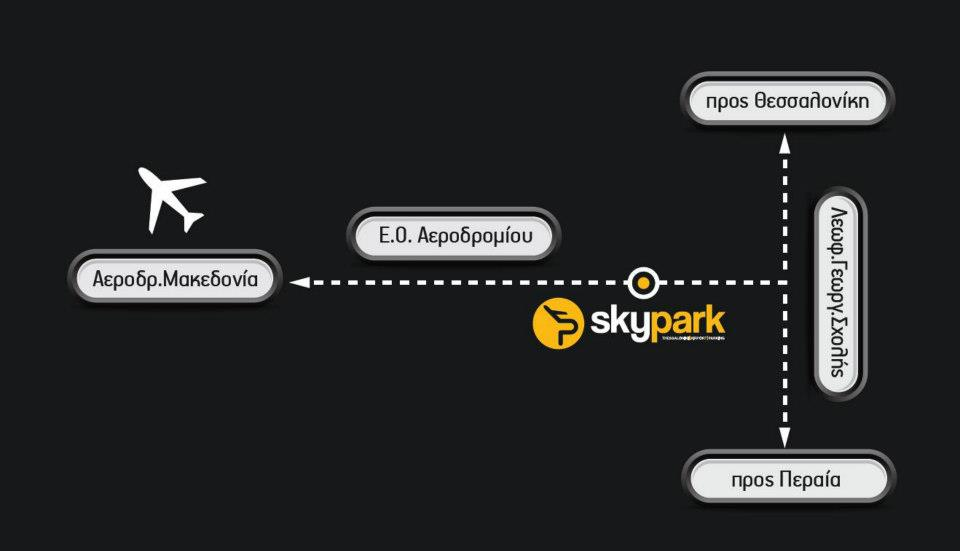 προς Θεσσαλονίκη
Ε.Ο. Αεροδρομίου
Λεωφ.Γεωργ.Σχολής
Αεροδρ.Μακεδονία
skypark
προς Περαία